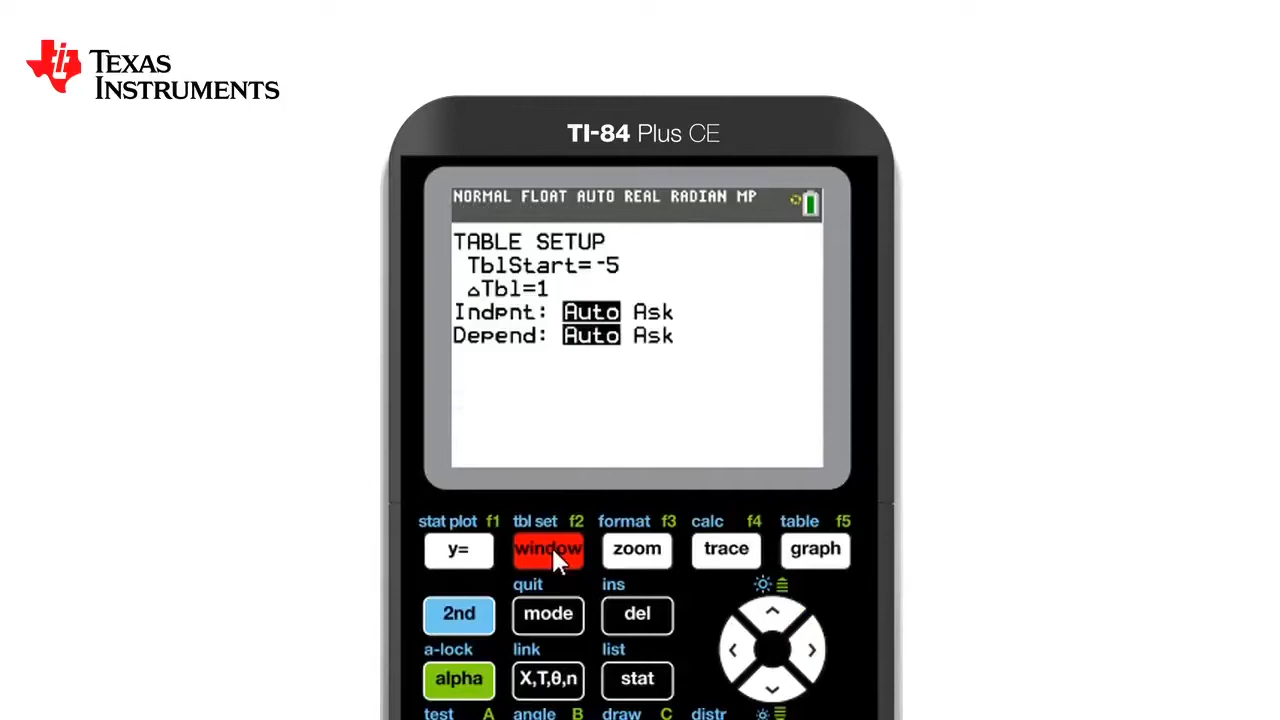 TEXAS
INSTRUMENTS
TI-84 Plus CE
NORMAL FLOAT AUTO REAL RADIAN MP
TABLE SETUP
TblStart=-5
△Tbl=1
Indpnt: Auto Ask
Depend: Auto Ask
stat plot f1 tbl set f2 format f3 calc f4 table f5
y= window zoom trace graph
quit ins
2nd mode del
a-lock link list
alpha X,T,θ,n stat
test A angle B draw C distr